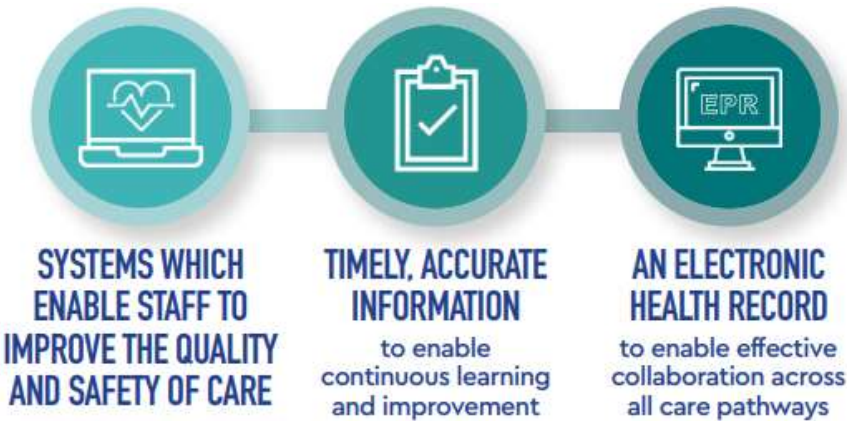 EPR
SYSTEMS WHICH
ENABLE STAFF TO
IMPROVE THE QUALITY
AND SAFETY OF CARE
TIMELY, ACCURATE
INFORMATION
to enable
continuous learning
and improvement
AN ELECTRONIC
HEALTH RECORD
to enable effective
collaboration across
all care pathways